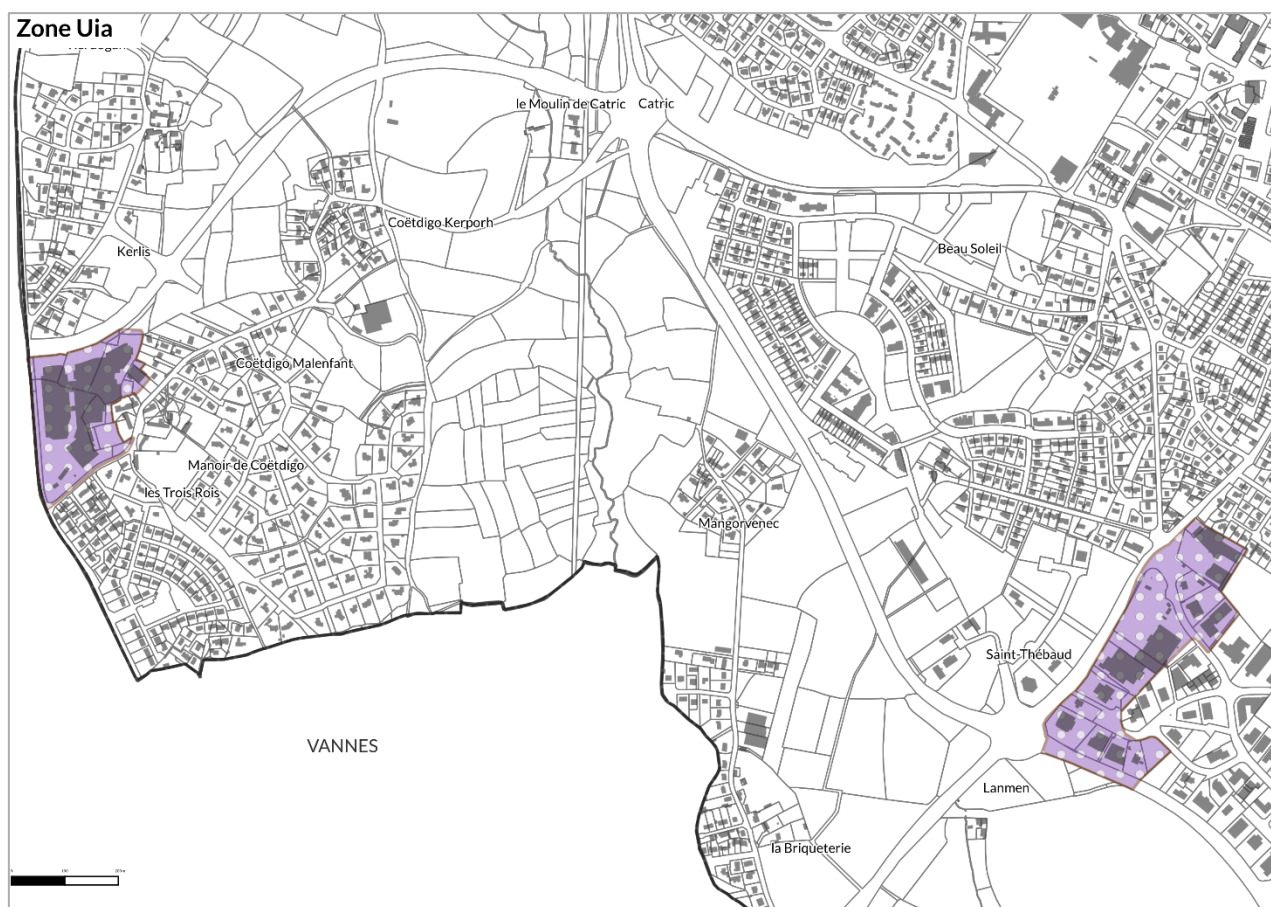 Zone Uia
le Moulin de Catric
Catric
Coëtdigo Kerporh
Kerlis
Beau Soleil
Coëtdigo Malenfant
Manoir de Coëtdigo
les Trois Rois
Mangorvenec
Saint-Thébaud
VANNES
Lanmen
la Briqueterie